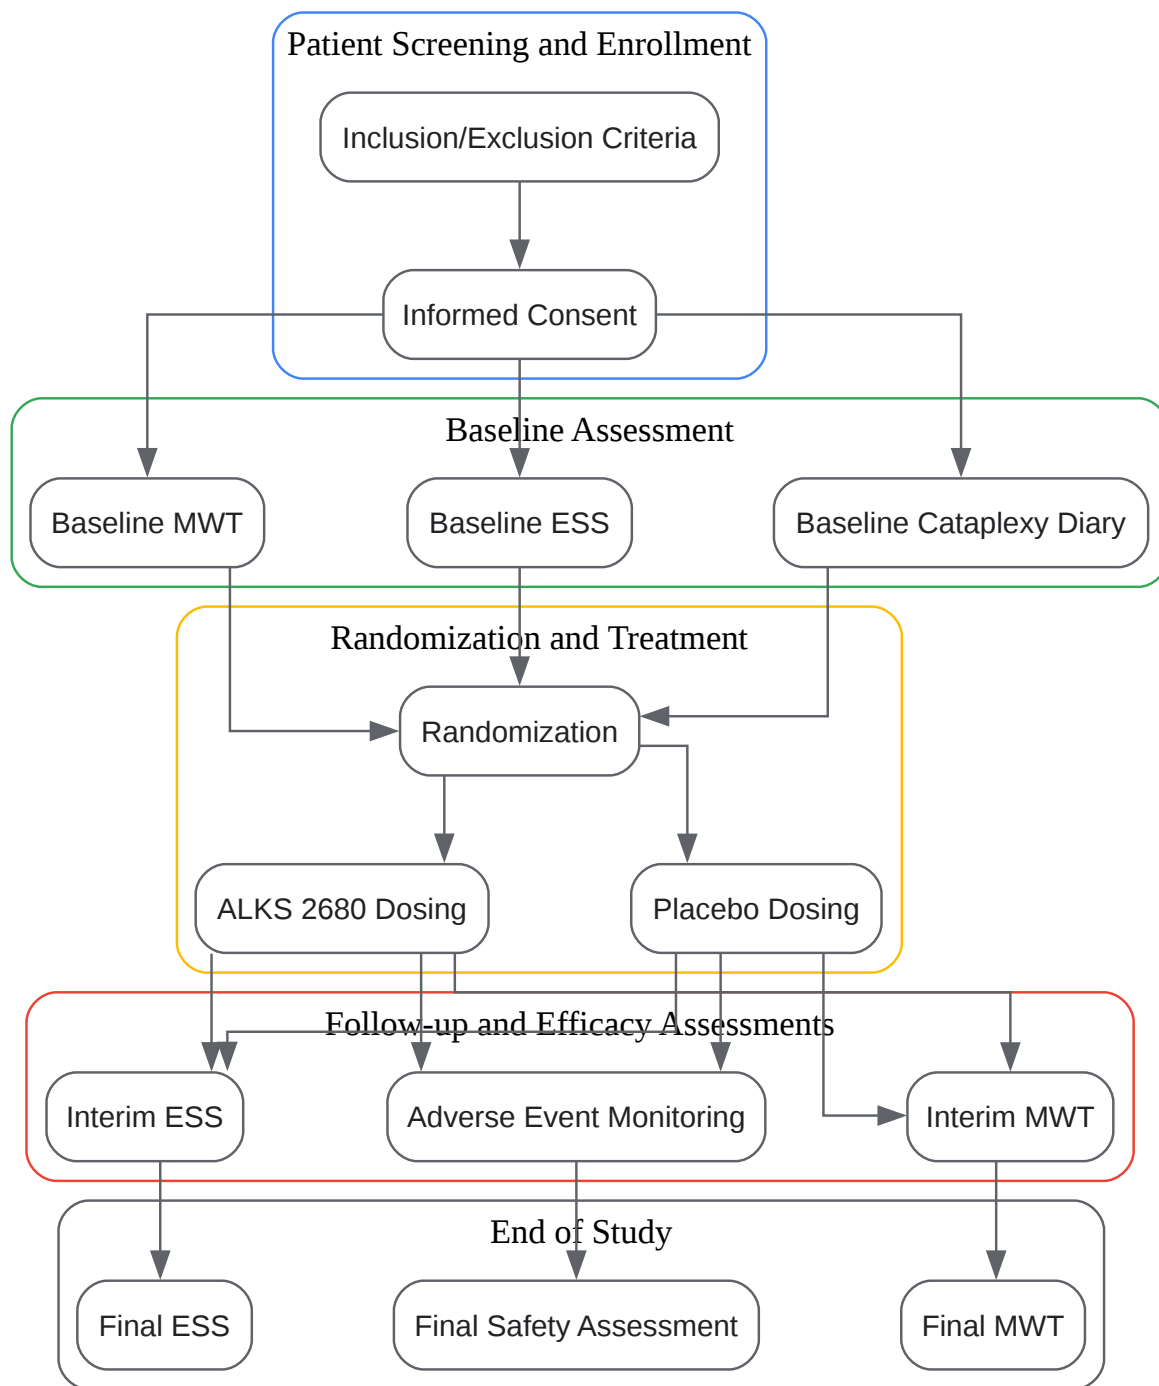 Patient Screening and Enrollment
Inclusion/Exclusion Criteria
Informed Consent
Baseline Assessment
Baseline MWT
Baseline ESS
Baseline Cataplexy Diary
Randomization and Treatment
Randomization
ALKS 2680 Dosing
Placebo Dosing
Follow-up and Efficacy Assessments
Interim ESS
Adverse Event Monitoring
Interim MWT
End of Study
Final ESS
Final Safety Assessment
Final MWT